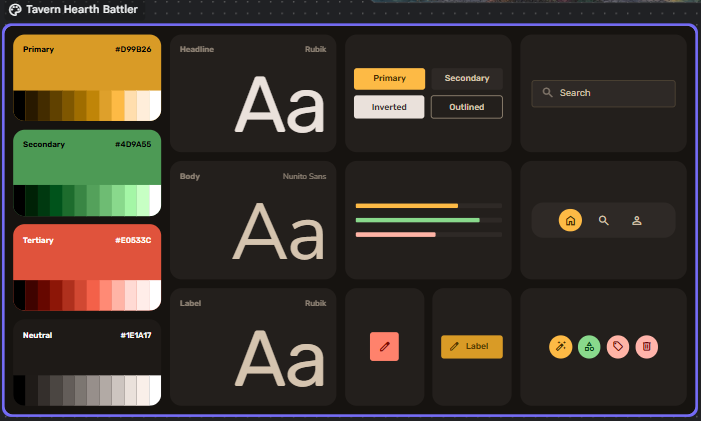 Tavern Hearth Battler
Primary #D99B26
Secondary #4D9A55
Tertiary #E0533C
Neutral #1E1A17
Headline Rubik
Aa
Body Nunito Sans
Aa
Label Rubik
Aa
Primary Secondary
Inverted Outlined
Label
Search